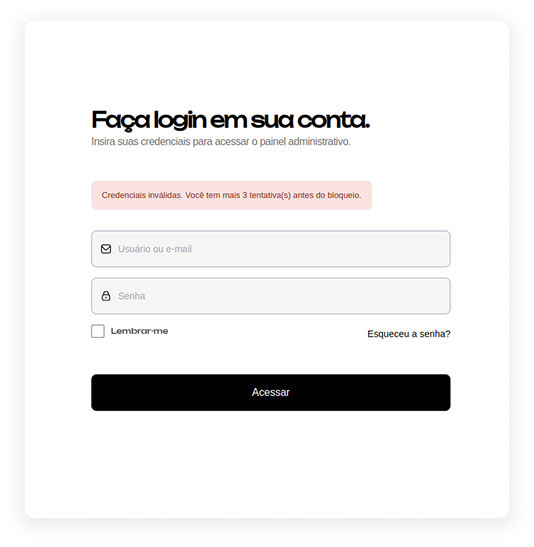 Faça login em sua conta.
Insira suas credenciais para acessar o painel administrativo.
Credenciais inválidas. Você tem mais 3 tentativa(s) antes do bloqueio.
Usuário ou e-mail
Senha
Lembrar-me
Esqueceu a senha?
Acessar